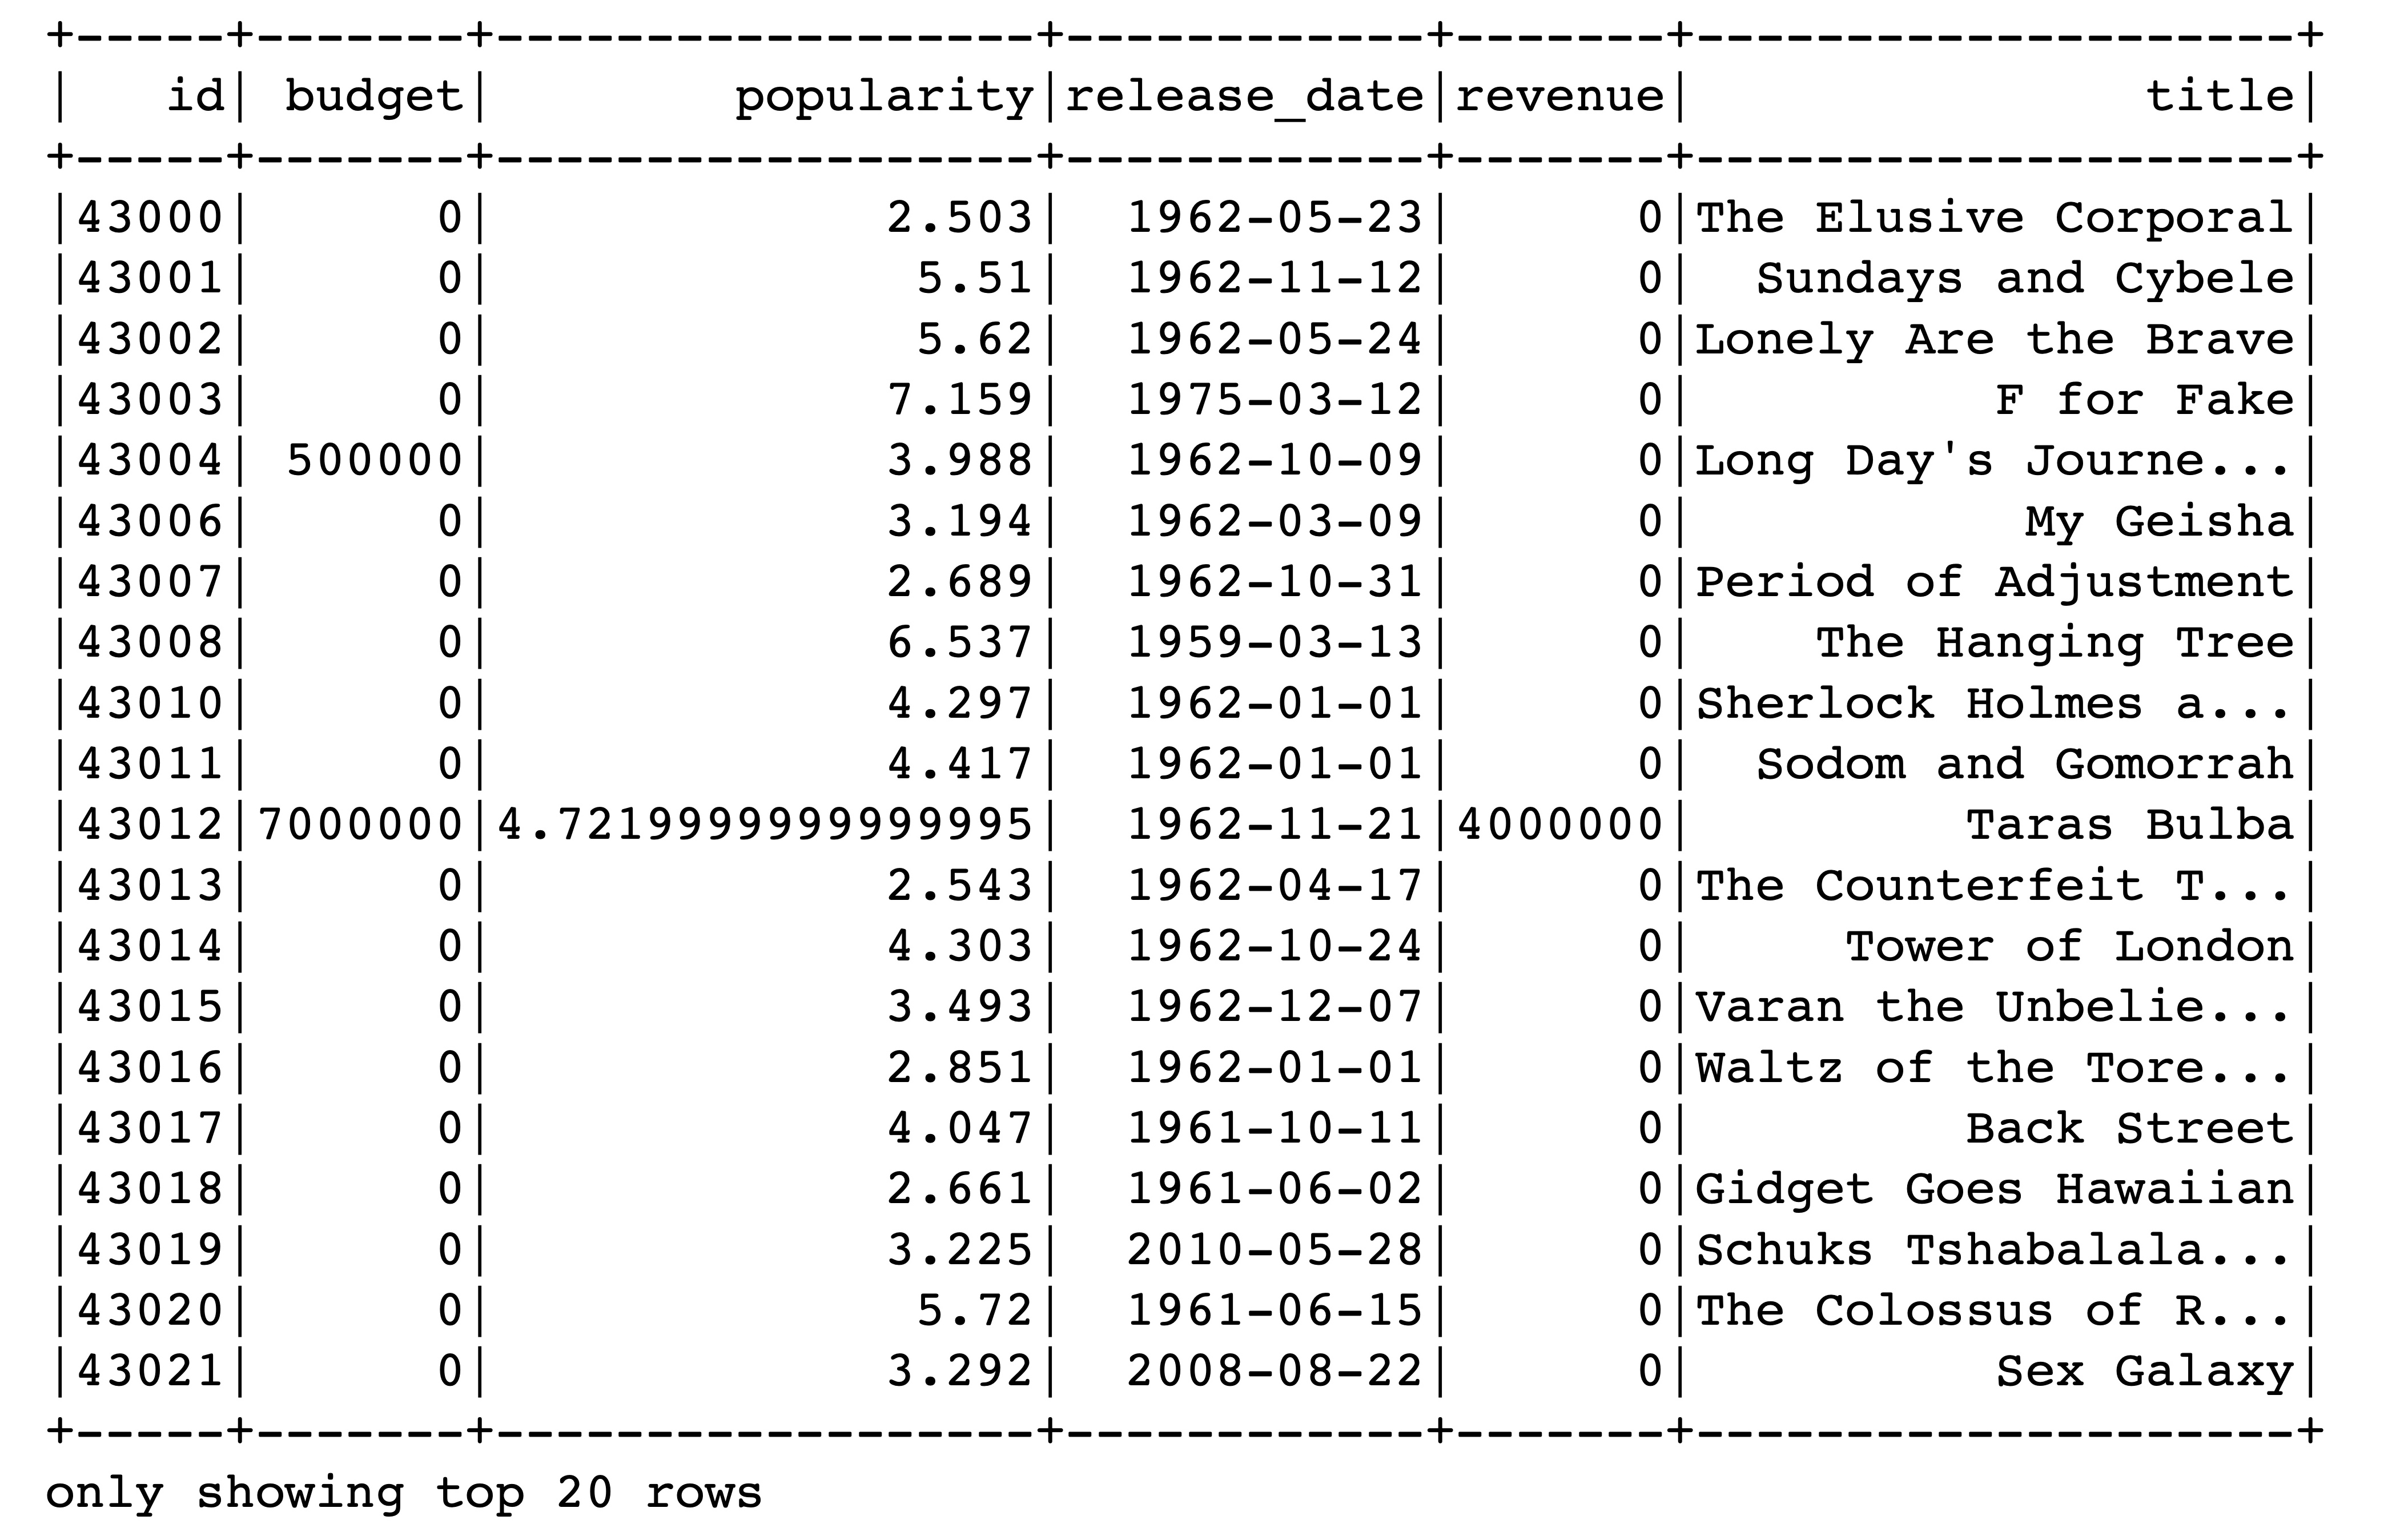 +-----+-------+------------------+------------+-------+--------------------+
|   id| budget|        popularity|release_date|revenue|               title|
+-----+-------+------------------+------------+-------+--------------------+
|43000|      0|             2.503|  1962-05-23|      0|The Elusive Corporal|
|43001|      0|              5.51|  1962-11-12|      0|  Sundays and Cybele|
|43002|      0|              5.62|  1962-05-24|      0|Lonely Are the Brave|
|43003|      0|             7.159|  1975-03-12|      0|          F for Fake|
|43004| 500000|             3.988|  1962-10-09|      0|Long Day's Journe...|
|43006|      0|             3.194|  1962-03-09|      0|           My Geisha|
|43007|      0|             2.689|  1962-10-31|      0|Period of Adjustment|
|43008|      0|             6.537|  1959-03-13|      0|    The Hanging Tree|
|43010|      0|             4.297|  1962-01-01|      0|Sherlock Holmes a...|
|43011|      0|             4.417|  1962-01-01|      0|  Sodom and Gomorrah|
|43012|7000000|4.7219999999999995|  1962-11-21|4000000|         Taras Bulba|
|43013|      0|             2.543|  1962-04-17|      0|The Counterfeit T...|
|43014|      0|             4.303|  1962-10-24|      0|     Tower of London|
|43015|      0|             3.493|  1962-12-07|      0|Varan the Unbelie...|
|43016|      0|             2.851|  1962-01-01|      0|Waltz of the Tore...|
|43017|      0|             4.047|  1961-10-11|      0|         Back Street|
|43018|      0|             2.661|  1961-06-02|      0|Gidget Goes Hawaiian|
|43019|      0|             3.225|  2010-05-28|      0|Schuks Tshabalala...|
|43020|      0|              5.72|  1961-06-15|      0|The Colossus of R...|
|43021|      0|             3.292|  2008-08-22|      0|          Sex Galaxy|
+-----+-------+------------------+------------+-------+--------------------+
only showing top 20 rows